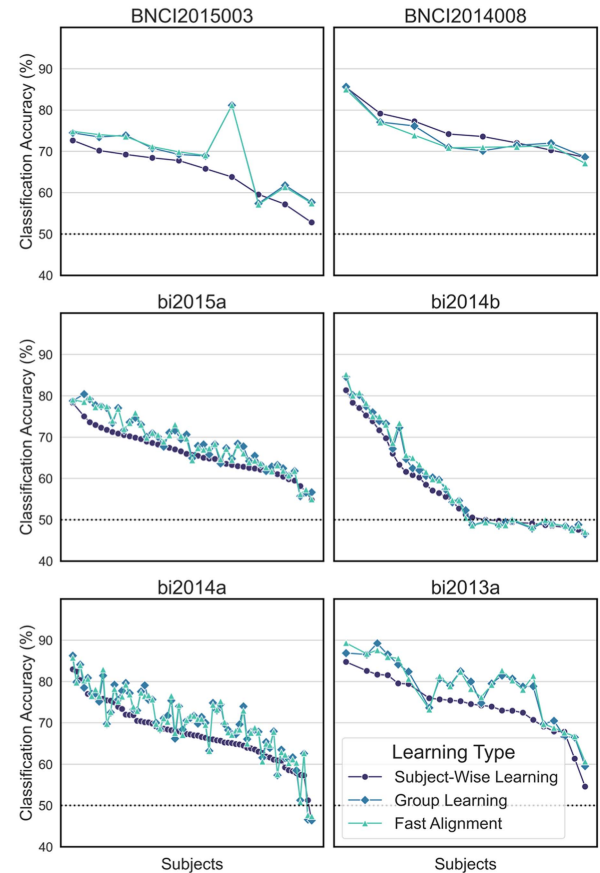 BNCI2015003
BNCI2014008
Classification Accuracy (%)
90
80
70
60
50
40
bi2015a
bi2014b
Classification Accuracy (%)
90
80
70
60
50
40
bi2014a
bi2013a
Classification Accuracy (%)
90
80
70
60
50
40
Learning Type
Subject-Wise Learning
Group Learning
Fast Alignment
Subjects
Subjects